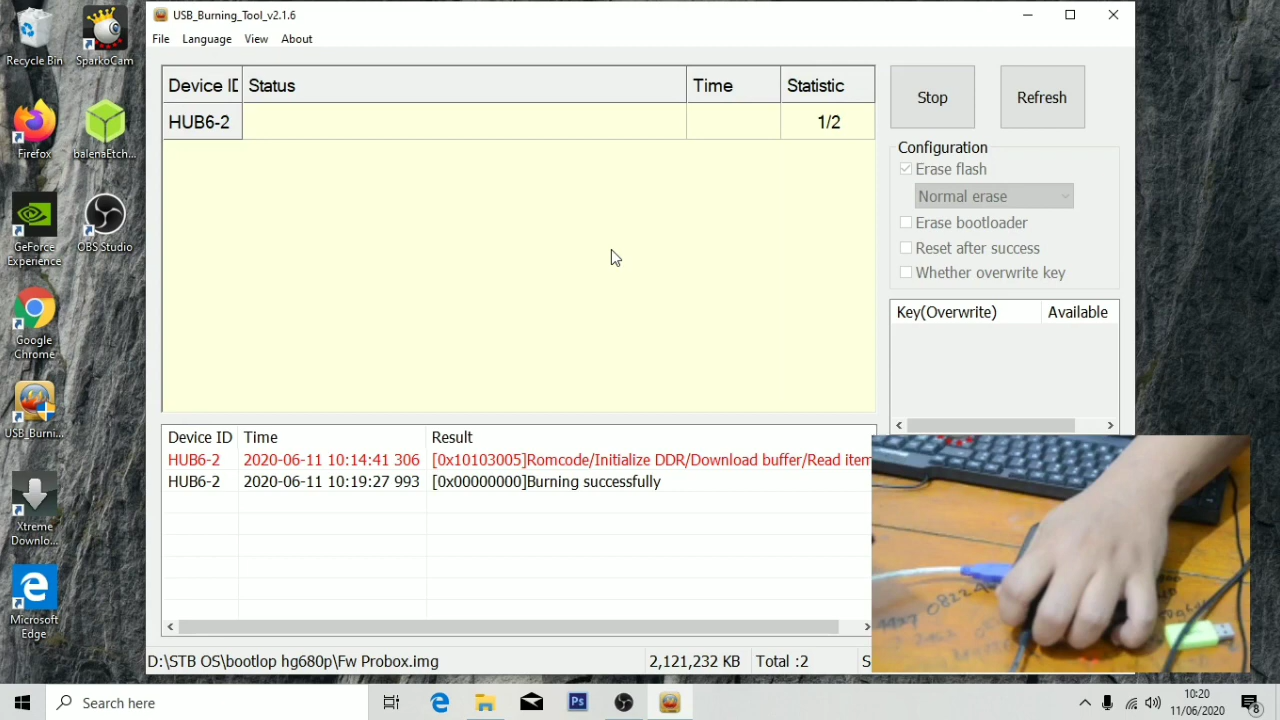 Recycle Bin
SparkoCam
Firefox
balenaEtch...
GeForce
Experience
OBS Studio
Google
Chrome
USB_Burni...
Xtreme
Downlo...
Microsoft
Edge
USB_Burning_Tool_v2.1.6
File Language View About
Device ID Status Time Statistic
HUB6-2 1/2
Stop Refresh
Configuration
Erase flash
Normal erase
Erase bootloader
Reset after success
Whether overwrite key
Key(Overwrite) Available
Device ID Time Result
HUB6-2 2020-06-11 10:14:41 306 [0x10103005]Romcode/Initialize DDR/Download buffer/Read item
HUB6-2 2020-06-11 10:19:27 993 [0x00000000]Burning successfully
D:\STB OS\bootlop hg680p\Fw Probox.img 2,121,232 KB Total :2 S
Search here
Ps
10:20
11/06/2020
8